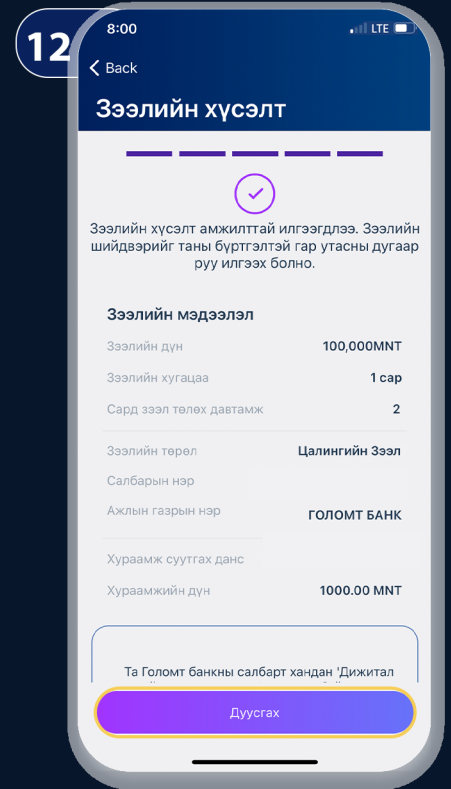 12
8:00
LTE
Back
Зээлийн хүсэлт
Зээлийн хүсэлт амжилттай илгээгдлээ. Зээлийн
шийдвэрийг таны бүртгэлтэй гар утасны дугаар
руу илгээх болно.
Зээлийн мэдээлэл
Зээлийн дүн 100,000MNT
Зээлийн хугацаа 1 сар
Сард зээл төлөх давтамж 2
Зээлийн төрөл Цалингийн Зээл
Салбарын нэр
Ажлын газрын нэр ГОЛОМТ БАНК
Хураамж суутгах данс
Хураамжийн дүн 1000.00 MNT
Та Голомт банкны салбарт хандан 'Дижитал
Дуусгах